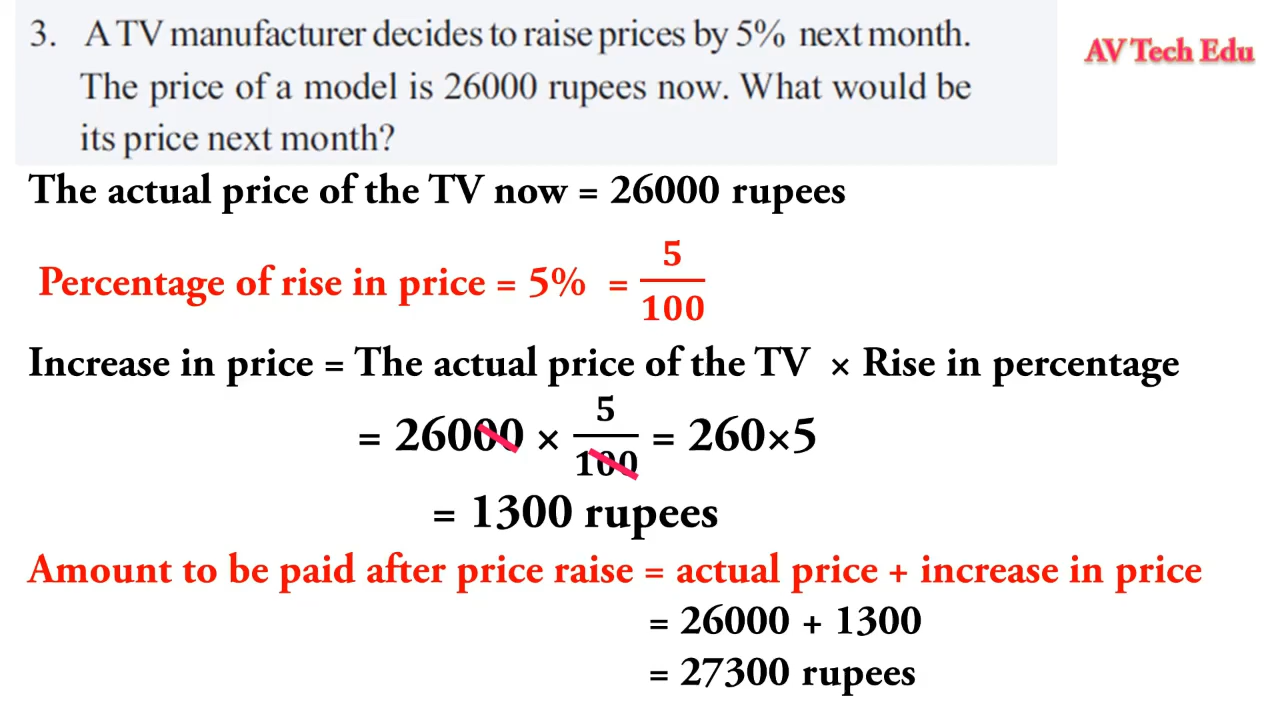 3. A TV manufacturer decides to raise prices by 5% next month.
The price of a model is 26000 rupees now. What would be
its price next month?
AV Tech Edu
The actual price of the TV now = 26000 rupees
Percentage of rise in price = 5% = 5/100
Increase in price = The actual price of the TV × Rise in percentage
= 26000 × 5/100 = 260×5
= 1300 rupees
Amount to be paid after price raise = actual price + increase in price
= 26000 + 1300
= 27300 rupees